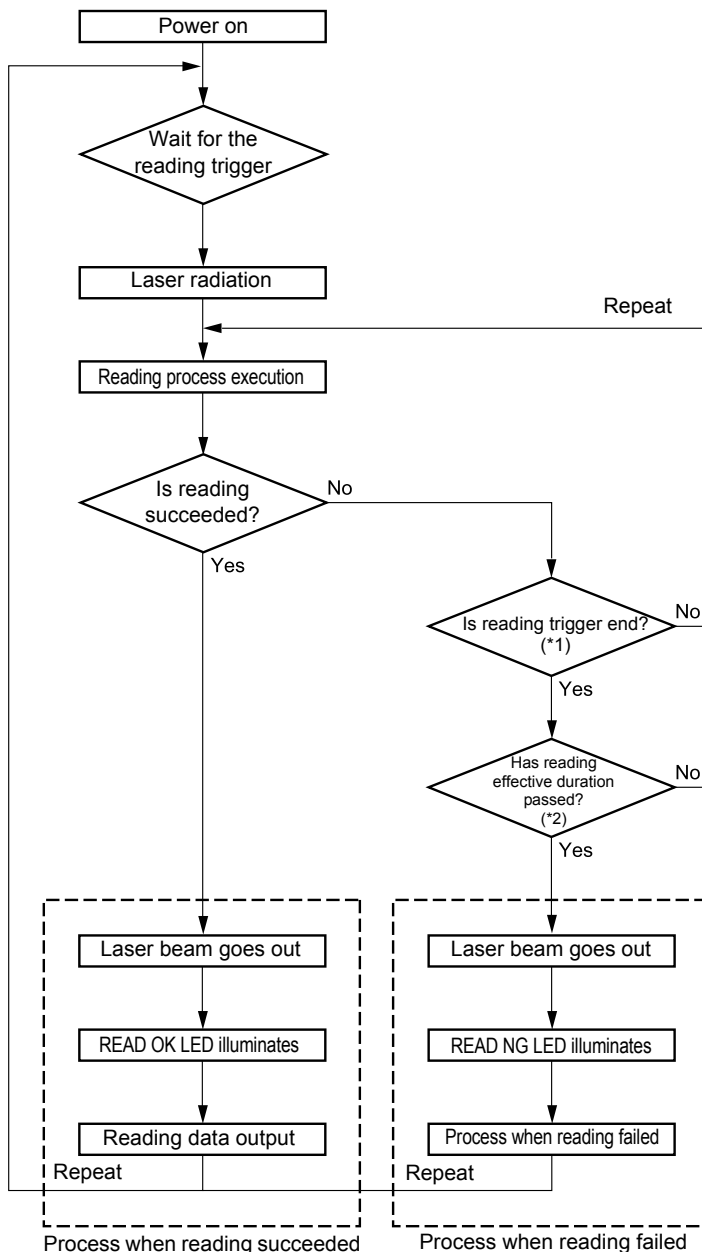 Power on
Wait for the
reading trigger
Laser radiation
Repeat
Reading process execution
Is reading
succeeded?
No
Yes
Is reading trigger end?
(*1)
No
Yes
Has reading
effective duration
passed?
(*2)
No
Yes
Laser beam goes out
READ OK LED illuminates
Reading data output
Repeat
Process when reading succeeded
Laser beam goes out
READ NG LED illuminates
Process when reading failed
Repeat
Process when reading failed